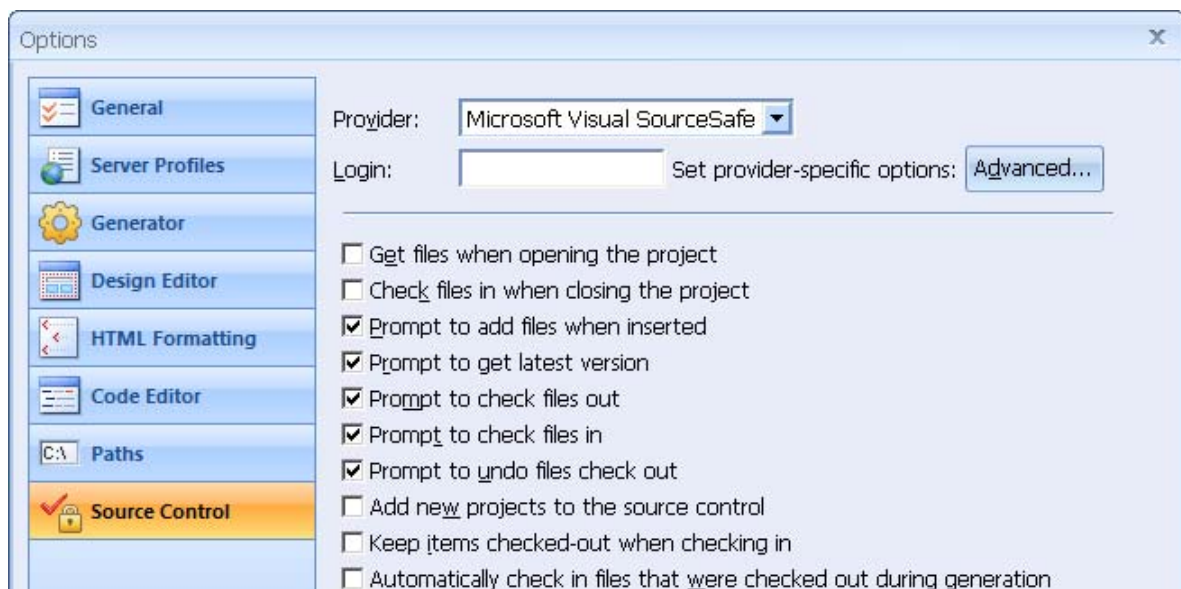 Options
General
Server Profiles
Generator
Design Editor
HTML Formatting
Code Editor
C:\ Paths
Source Control
Provider: Microsoft Visual SourceSafe
Login: Set provider-specific options: Advanced...
Get files when opening the project
Check files in when closing the project
Prompt to add files when inserted
Prompt to get latest version
Prompt to check files out
Prompt to check files in
Prompt to undo files check out
Add new projects to the source control
Keep items checked-out when checking in
Automatically check in files that were checked out during generation